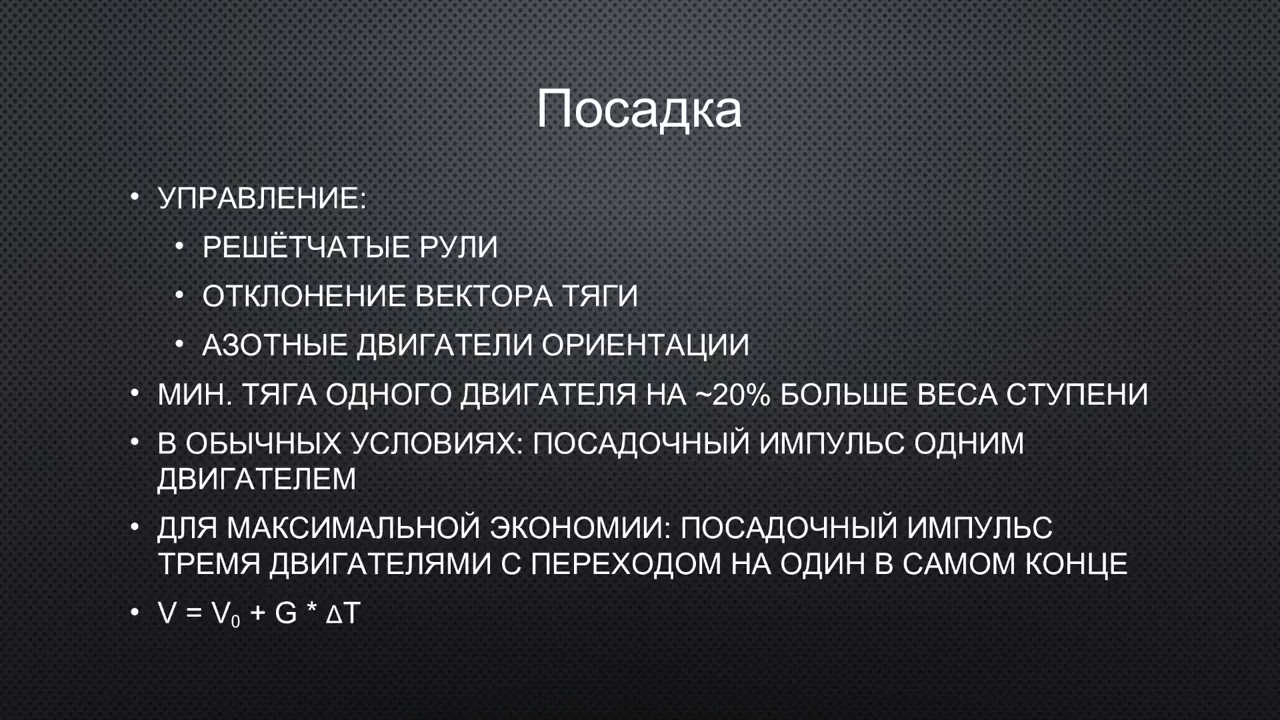 Посадка
• УПРАВЛЕНИЕ:
• РЕШЁТЧАТЫЕ РУЛИ
• ОТКЛОНЕНИЕ ВЕКТОРА ТЯГИ
• АЗОТНЫЕ ДВИГАТЕЛИ ОРИЕНТАЦИИ
• МИН. ТЯГА ОДНОГО ДВИГАТЕЛЯ НА ~20% БОЛЬШЕ ВЕСА СТУПЕНИ
• В ОБЫЧНЫХ УСЛОВИЯХ: ПОСАДОЧНЫЙ ИМПУЛЬС ОДНИМ
ДВИГАТЕЛЕМ
• ДЛЯ МАКСИМАЛЬНОЙ ЭКОНОМИИ: ПОСАДОЧНЫЙ ИМПУЛЬС
ТРЕМЯ ДВИГАТЕЛЯМИ С ПЕРЕХОДОМ НА ОДИН В САМОМ КОНЦЕ
• V = V₀ + G * ΔT